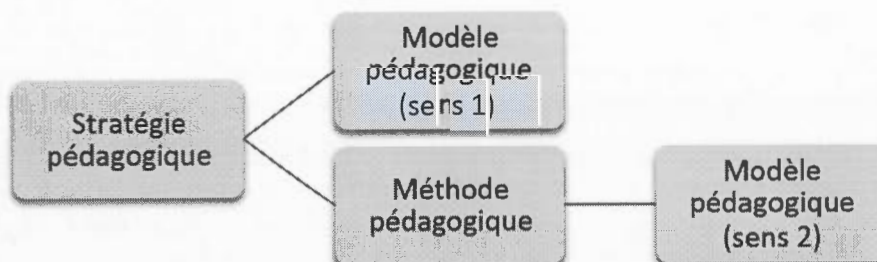 Stratégie
pédagogique
Modèle
pédagogique
(sens 1)
Méthode
pédagogique
Modèle
pédagogique
(sens 2)